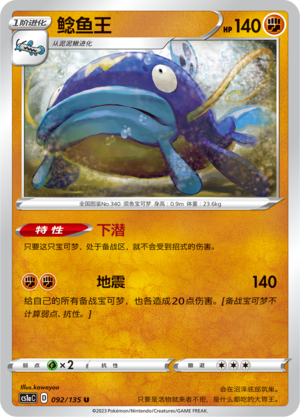 1阶进化
鲶鱼王
HP 140
从泥泥鳅进化
全国图鉴No.340 须鱼宝可梦 身高：0.9m 体重：23.6kg
特性 下潜
只要这只宝可梦，处于备战区，就不会受到招式的伤害。
地震 140
给自己的所有备战宝可梦，也各造成20点伤害。[备战宝可梦不
计算弱点、抗性。]
弱点 ×2 抗性 撤退
Illus.kawayoo
CS1aC D 092/135 U
会在沼泽底部筑巢。
只要是活物就来者不拒，是什么都吃的大胃王。
©2023 Pokémon/Nintendo/Creatures/GAME FREAK.